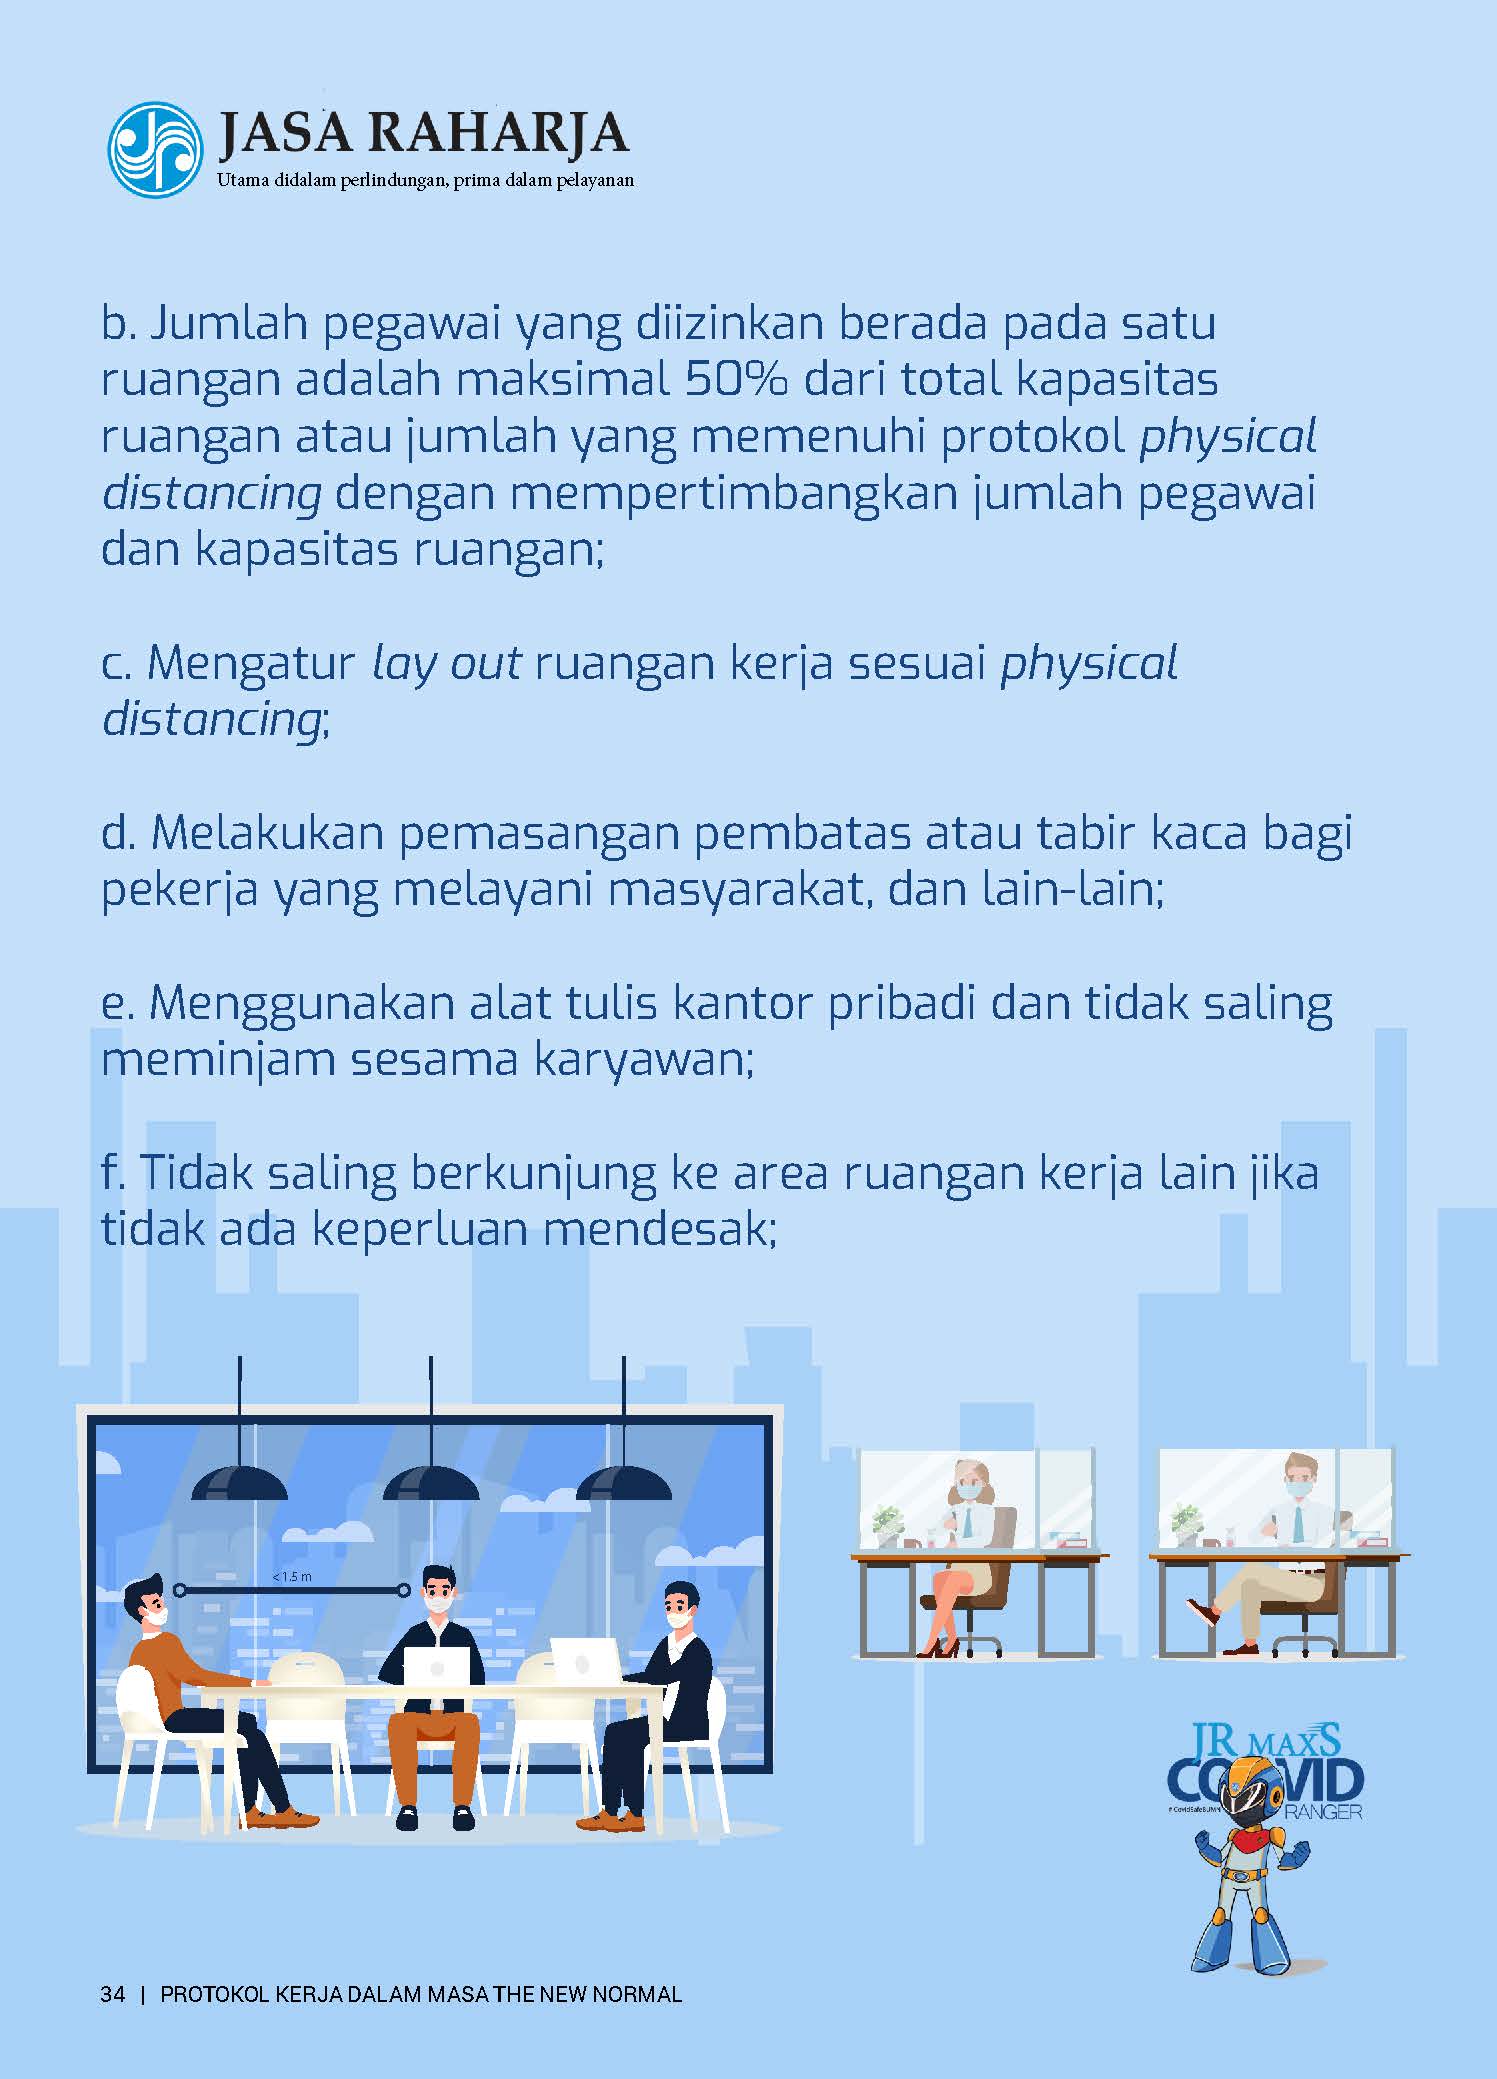 JASA RAHARJA
Utama didalam perlindungan, prima dalam pelayanan
b. Jumlah pegawai yang diizinkan berada pada satu
ruangan adalah maksimal 50% dari total kapasitas
ruangan atau jumlah yang memenuhi protokol physical
distancing dengan mempertimbangkan jumlah pegawai
dan kapasitas ruangan;
c. Mengatur lay out ruangan kerja sesuai physical
distancing;
d. Melakukan pemasangan pembatas atau tabir kaca bagi
pekerja yang melayani masyarakat, dan lain-lain;
e. Menggunakan alat tulis kantor pribadi dan tidak saling
meminjam sesama karyawan;
f. Tidak saling berkunjung ke area ruangan kerja lain jika
tidak ada keperluan mendesak;
<1.5 m
JR MAXS
COVID
#CovidSafeBUMN
RANGER
34 | PROTOKOL KERJA DALAM MASA THE NEW NORMAL